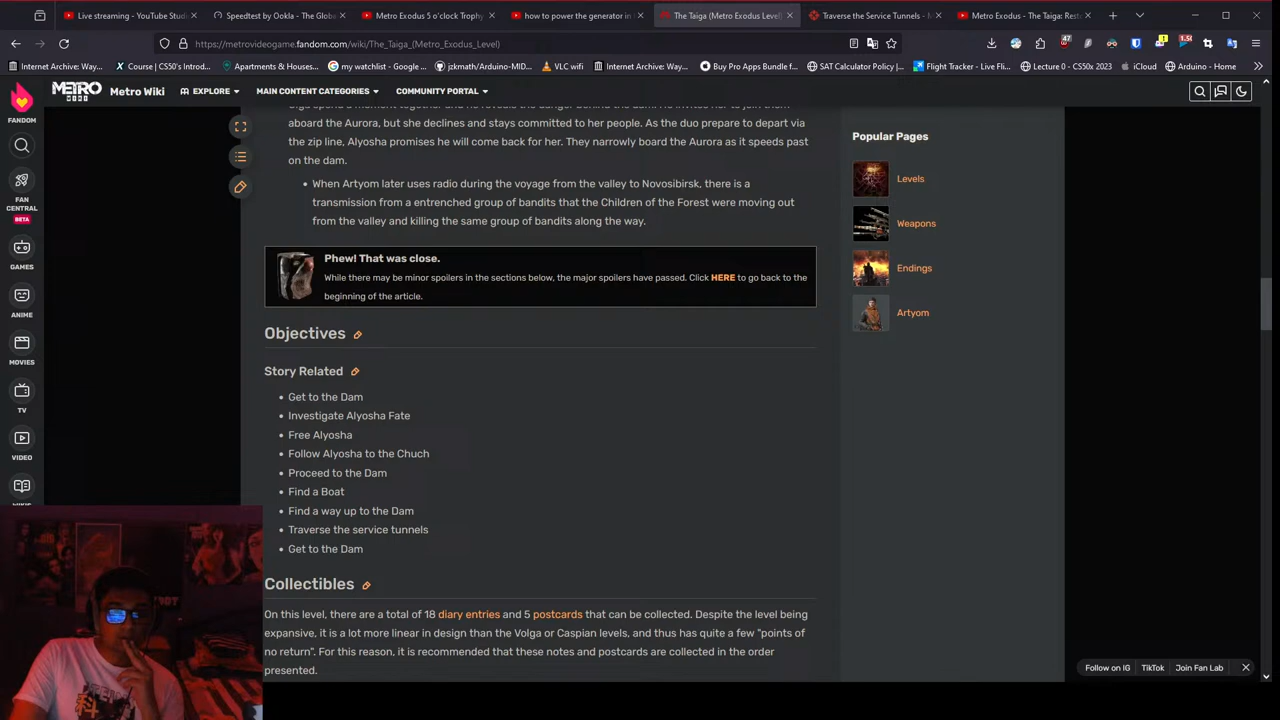 Live streaming - YouTube Stud
Speedtest by Ookla - The Globa
Metro Exodus 5 o'clock Trophy
how to power the generator in
The Taiga (Metro Exodus Level)
Traverse the Service Tunnels - M
Metro Exodus - The Taiga: Rest
https://metrovideogame.fandom.com/wiki/The_Taiga_(Metro_Exodus_Level)
Internet Archive: Way...
Course | CS50's Introd...
Apartments & Houses...
my watchlist - Google ...
jzkmath/Arduino-MID...
VLC wifi
Internet Archive: Way...
Buy Pro Apps Bundle f...
SAT Calculator Policy |...
Flight Tracker - Live Fli...
Lecture 0 - CS50x 2023
iCloud
Arduino - Home
FANDOM
METRO WIKI
Metro Wiki
EXPLORE
MAIN CONTENT CATEGORIES
COMMUNITY PORTAL
FAN
CENTRAL
BETA
GAMES
ANIME
MOVIES
TV
VIDEO
aboard the Aurora, but she declines and stays committed to her people. As the duo prepare to depart via
the zip line, Alyosha promises he will come back for her. They narrowly board the Aurora as it speeds past
on the dam.
• When Artyom later uses radio during the voyage from the valley to Novosibirsk, there is a
transmission from a entrenched group of bandits that the Children of the Forest were moving out
from the valley and killing the same group of bandits along the way.
Phew! That was close.
While there may be minor spoilers in the sections below, the major spoilers have passed. Click HERE to go back to the
beginning of the article.
Objectives
Story Related
• Get to the Dam
• Investigate Alyosha Fate
• Free Alyosha
• Follow Alyosha to the Chuch
• Proceed to the Dam
• Find a Boat
• Find a way up to the Dam
• Traverse the service tunnels
• Get to the Dam
Collectibles
On this level, there are a total of 18 diary entries and 5 postcards that can be collected. Despite the level being
expansive, it is a lot more linear in design than the Volga or Caspian levels, and thus has quite a few "points of
no return". For this reason, it is recommended that these notes and postcards are collected in the order
presented.
Popular Pages
Levels
Weapons
Endings
Artyom
Follow on IG
TikTok
Join Fan Lab